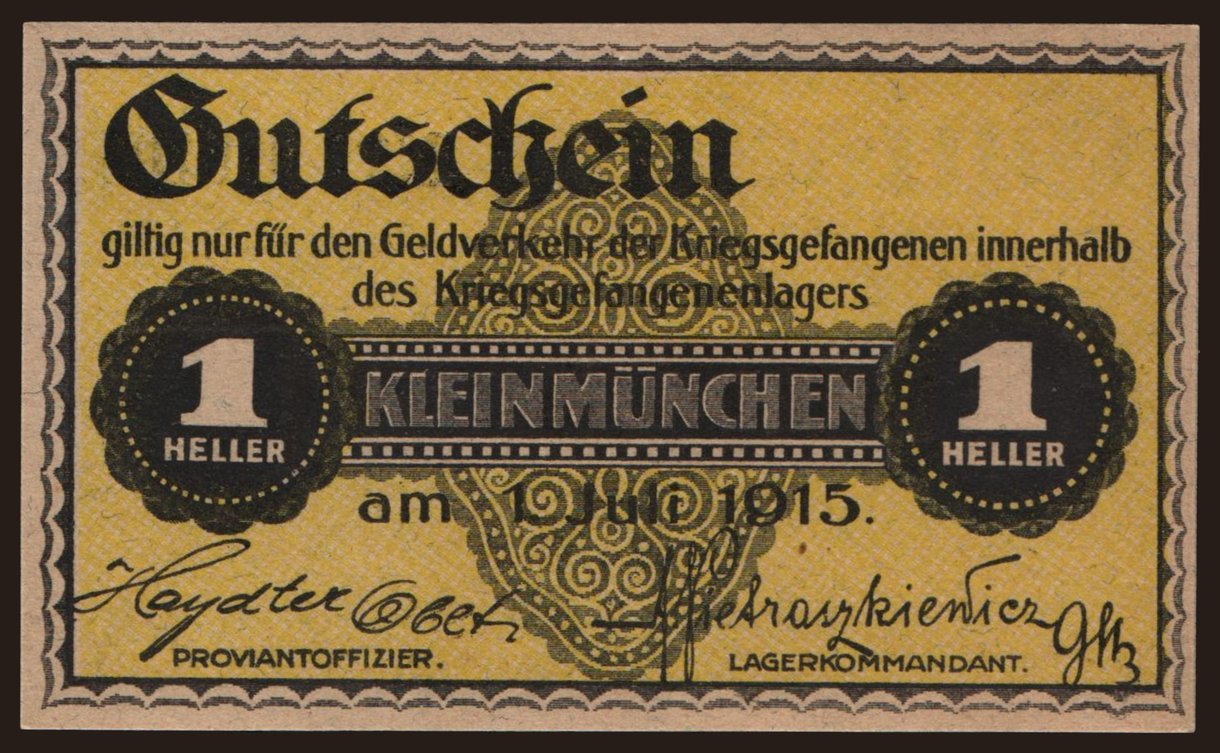 Gutschein
giltig nur für den Geldverkehr der Kriegsgefangenen innerhalb
des Kriegsgefangenenlagers
1 HELLER
KLEINMÜNCHEN
1 HELLER
am 1. Juli 1915.
Haydter
Pietraszkiewicz
PROVIANTOFFIZIER.
LAGERKOMMANDANT.